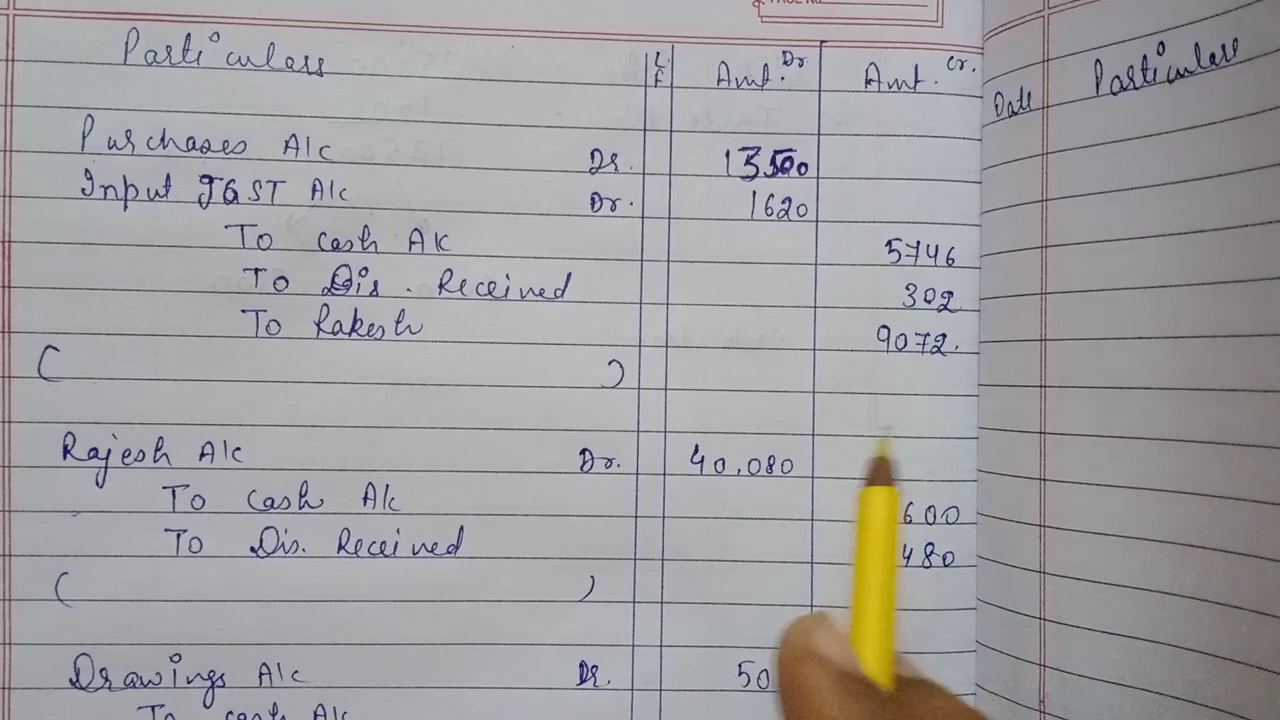 Particulars L.F Amt. Dr Amt. Cr.
Purchases A/c Dr. 13500
Input IGST A/c Dr. 1620
To Cash A/c 5746
To Dis. Received 302
To Rakesh 9072.
( )
Rajesh A/c Dr. 40,080
To Cash A/c 600
To Dis. Received 480
( )
Drawings A/c Dr. 50
To Cash A/c
Date Particulars